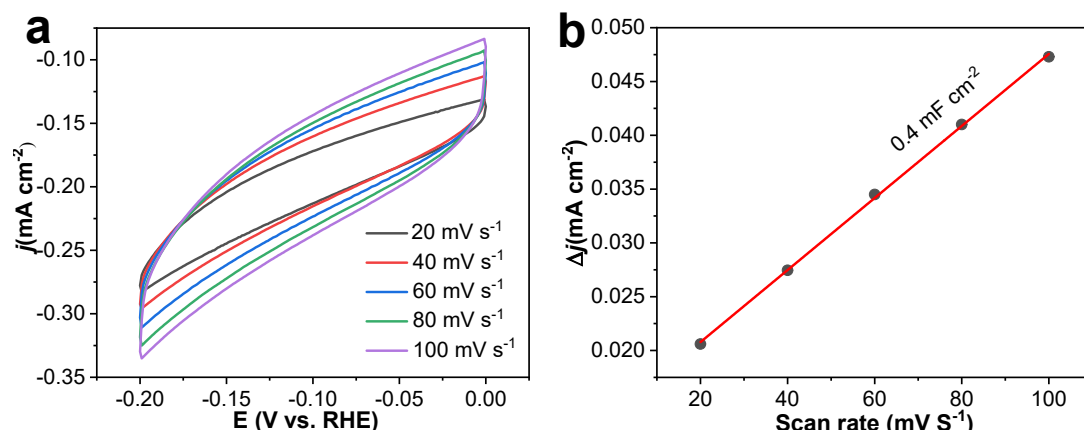 a
j(mA cm-2)
-0.10
-0.15
-0.20
-0.25
-0.30
-0.35
20 mV s-1
40 mV s-1
60 mV s-1
80 mV s-1
100 mV s-1
-0.20 -0.15 -0.10 -0.05 0.00
E (V vs. RHE)
b
Δj(mA cm-2)
0.050
0.045
0.040
0.035
0.030
0.025
0.020
0.4 mF cm-2
20 40 60 80 100
Scan rate(mV S-1)